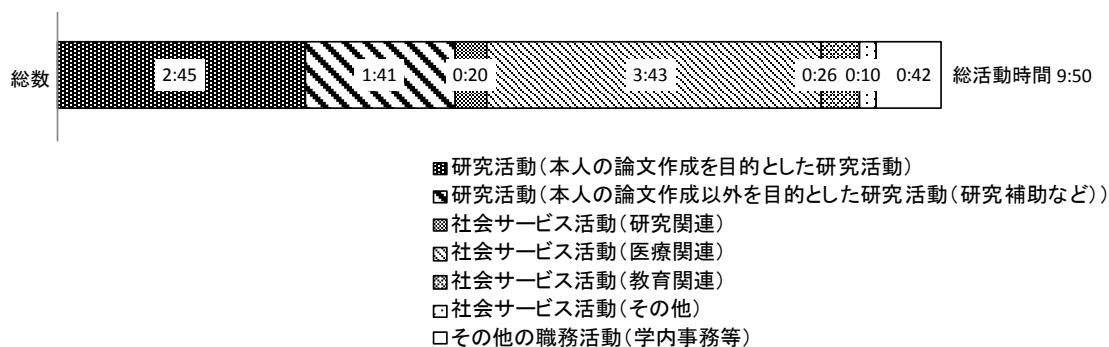 総数 2:45 1:41 0:20 3:43 0:26 0:10 0:42 総活動時間 9:50
研究活動(本人の論文作成を目的とした研究活動)
研究活動(本人の論文作成以外を目的とした研究活動(研究補助など))
社会サービス活動(研究関連)
社会サービス活動(医療関連)
社会サービス活動(教育関連)
社会サービス活動(その他)
その他の職務活動(学内事務等)